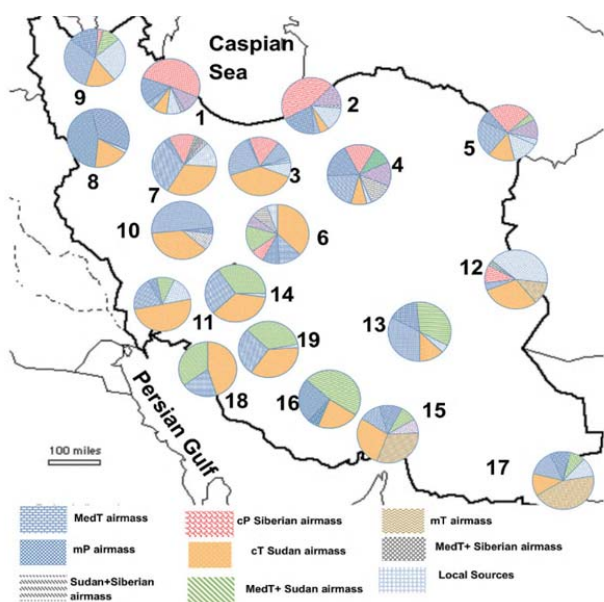 Caspian
Sea
9
1
2
5
8
7
3
4
10
6
12
14
11
13
19
18
16
15
17
Persian Gulf
100 miles
MedT airmass
cP Siberian airmass
mT airmass
mP airmass
cT Sudan airmass
MedT+ Siberian airmass
Sudan+Siberian
airmass
MedT+ Sudan airmass
Local Sources